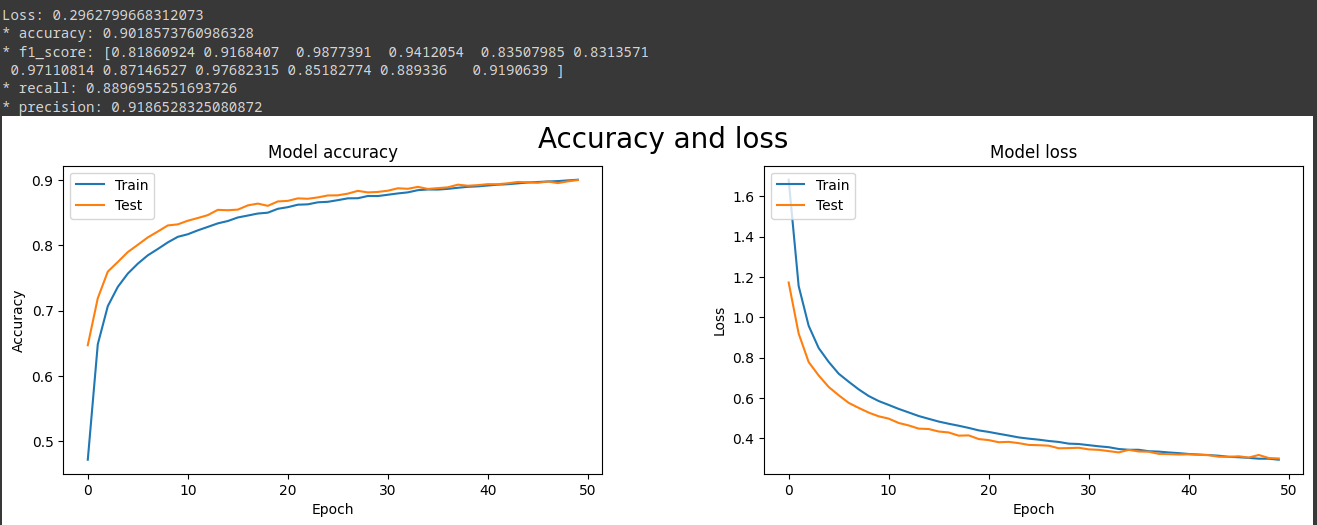 Loss: 0.2962799668312073
* accuracy: 0.9018573760986328
* f1_score: [0.81860924 0.9168407  0.9877391  0.9412054  0.83507985 0.8313571
 0.97110814 0.87146527 0.97682315 0.85182774 0.889336   0.9190639 ]
* recall: 0.8896955251693726
* precision: 0.9186528325080872
Accuracy and loss
Model accuracy
Train
Test
0.9
0.8
0.7
0.6
0.5
Accuracy
0 10 20 30 40 50
Epoch
Model loss
Train
Test
1.6
1.4
1.2
1.0
0.8
0.6
0.4
Loss
0 10 20 30 40 50
Epoch